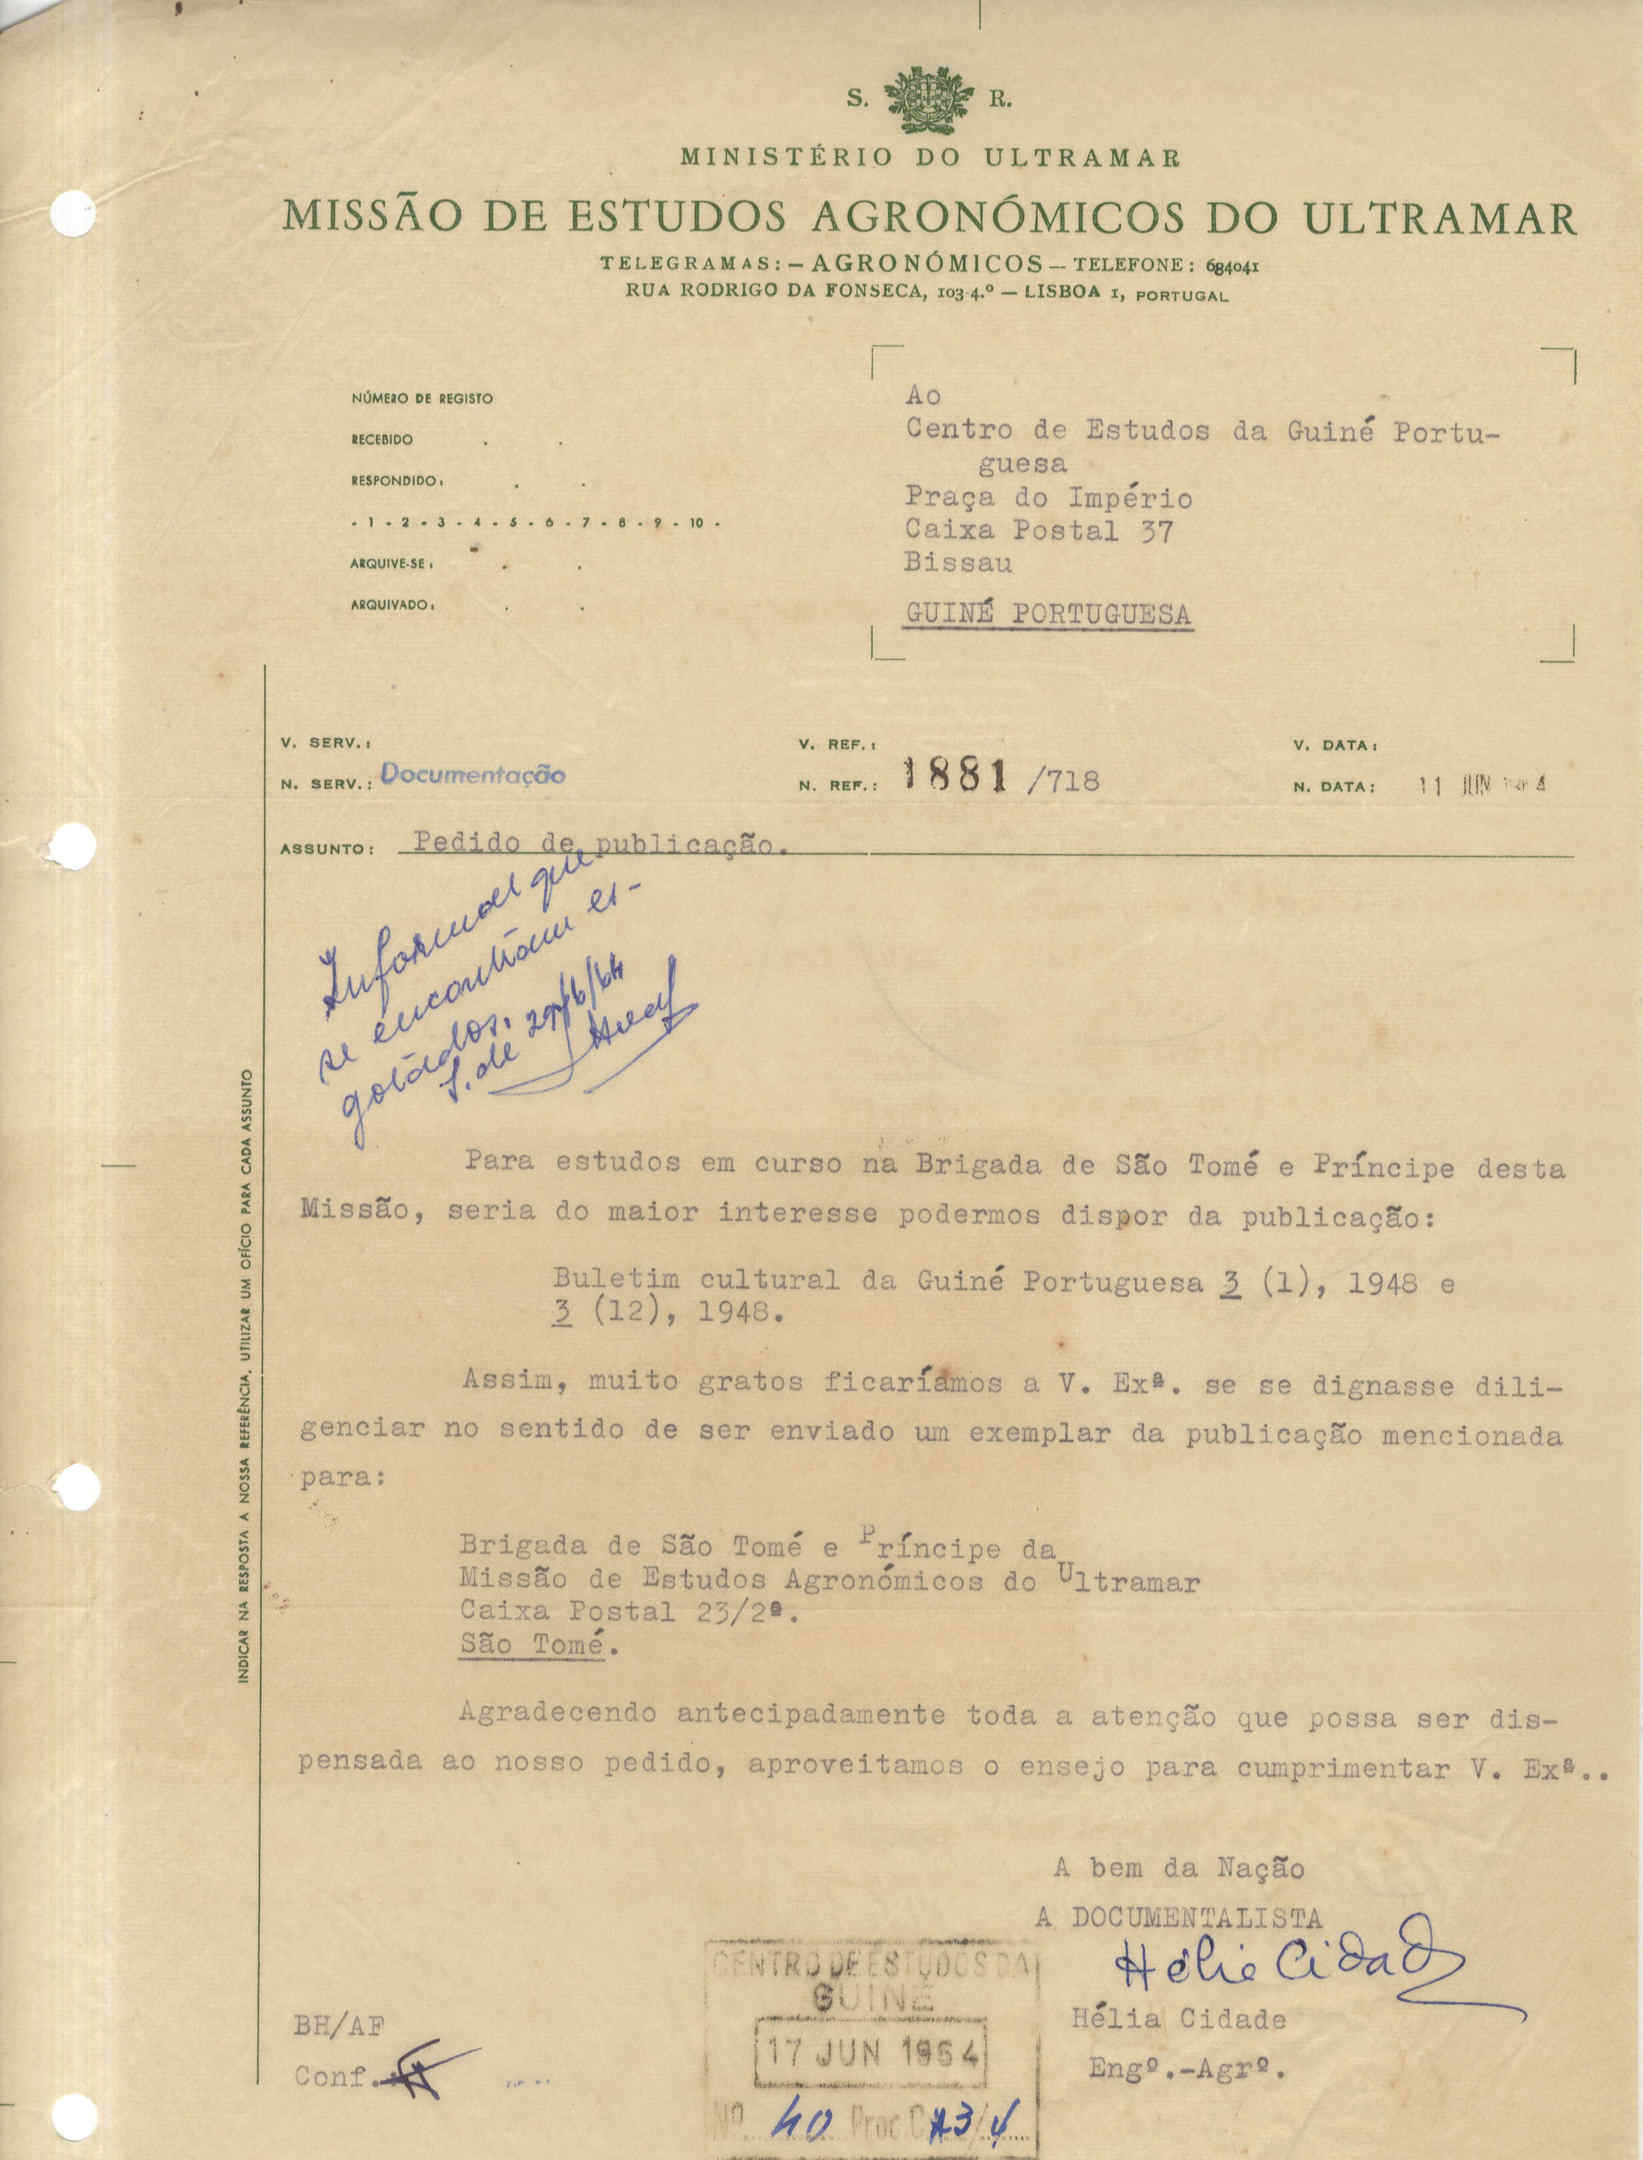 S. R.
MINISTÉRIO DO ULTRAMAR
MISSÃO DE ESTUDOS AGRONÓMICOS DO ULTRAMAR
TELEGRAMAS: – AGRONÓMICOS – TELEFONE: 684041
RUA RODRIGO DA FONSECA, 103-4.º — LISBOA 1, PORTUGAL
NÚMERO DE REGISTO
RECEBIDO . .
RESPONDIDO: . .
- 1 - 2 - 3 - 4 - 5 - 6 - 7 - 8 - 9 - 10 -
ARQUIVE-SE: . .
ARQUIVADO: . .
Ao
Centro de Estudos da Guiné Portu-
guesa
Praça do Império
Caixa Postal 37
Bissau
GUINÉ PORTUGUESA
V. SERV.: V. REF.: V. DATA:
N. SERV.: Documentação N. REF.: 1881 /718 N. DATA: 11 JUN 1964
ASSUNTO: Pedido de publicação.
Informar que
se encontram es-
gotados.
S. de 29/6/64
Para estudos em curso na Brigada de São Tomé e Príncipe desta
Missão, seria do maior interesse podermos dispor da publicação:
Buletim cultural da Guiné Portuguesa 3 (1), 1948 e
3 (12), 1948.
Assim, muito gratos ficaríamos a V. Exª. se se dignasse dili-
genciar no sentido de ser enviado um exemplar da publicação mencionada
para:
Brigada de São Tomé e Príncipe da
Missão de Estudos Agronómicos do Ultramar
Caixa Postal 23/2ª.
São Tomé.
Agradecendo antecipadamente toda a atenção que possa ser dis-
pensada ao nosso pedido, aproveitamos o ensejo para cumprimentar V. Exª..
A bem da Nação
A DOCUMENTALISTA
Hélia Cidade
Hélia Cidade
Engº.-Agrº.
BH/AF
Conf.
CENTRO DE ESTUDOS DA
GUINÉ
17 JUN 1964
Nº 40 Proc C A3/4
INDICAR NA RESPOSTA A NOSSA REFERÊNCIA. UTILIZAR UM OFÍCIO PARA CADA ASSUNTO